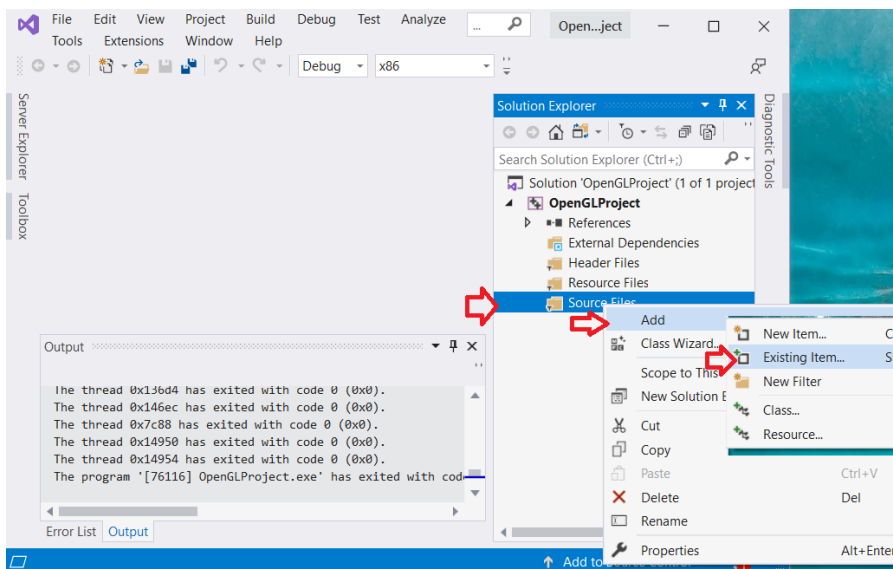 File Edit View Project Build Debug Test Analyze
... Open...ject
Tools Extensions Window Help
Debug x86
Server Explorer
Toolbox
Solution Explorer
Search Solution Explorer (Ctrl+;)
Solution 'OpenGLProject' (1 of 1 project
OpenGLProject
References
External Dependencies
Header Files
Resource Files
Source Files
Diagnostic Tools
Add
Class Wizard...
Scope to This
New Solution E
Cut
Copy
Paste Ctrl+V
Delete Del
Rename
Properties Alt+Enter
New Item... C
Existing Item... S
New Filter
Class...
Resource...
Output
The thread 0x136d4 has exited with code 0 (0x0).
The thread 0x146ec has exited with code 0 (0x0).
The thread 0x7c88 has exited with code 0 (0x0).
The thread 0x14950 has exited with code 0 (0x0).
The thread 0x14954 has exited with code 0 (0x0).
The program '[76116] OpenGLProject.exe' has exited with cod
Error List Output
Add to Source Control